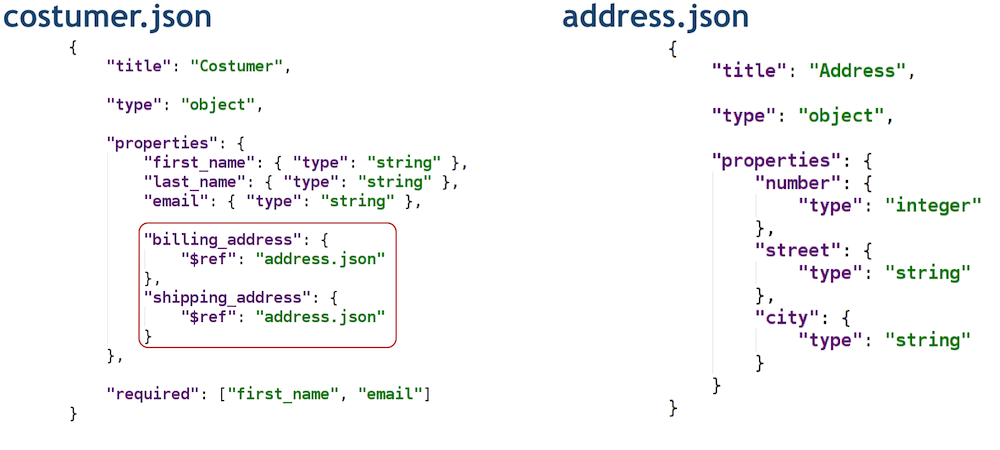 costumer.json
{
"title": "Costumer",
"type": "object",
"properties": {
"first_name": { "type": "string" },
"last_name": { "type": "string" },
"email": { "type": "string" },
"billing_address": {
"$ref": "address.json"
},
"shipping_address": {
"$ref": "address.json"
}
},
"required": ["first_name", "email"]
}
address.json
{
"title": "Address",
"type": "object",
"properties": {
"number": {
"type": "integer"
},
"street": {
"type": "string"
},
"city": {
"type": "string"
}
}
}